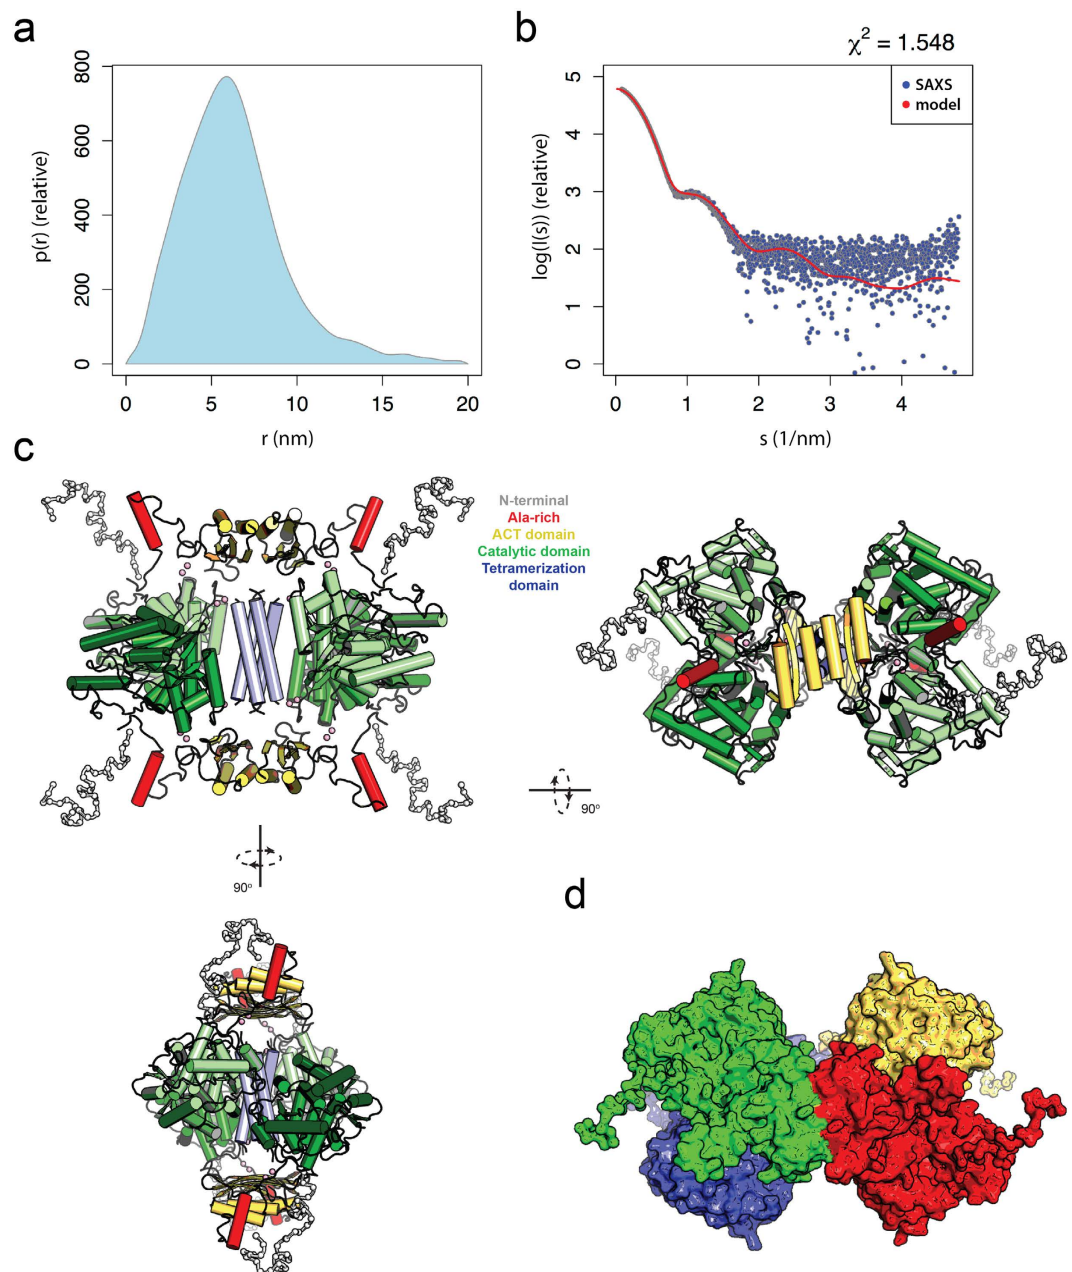 a
p(r) (relative)
800
600
400
200
0
0 5 10 15 20
r (nm)
b
χ² = 1.548
SAXS
model
log(I(s)) (relative)
5
4
3
2
1
0
0 1 2 3 4
s (1/nm)
c
N-terminal
Ala-rich
ACT domain
Catalytic domain
Tetramerization
domain
90°
90°
d